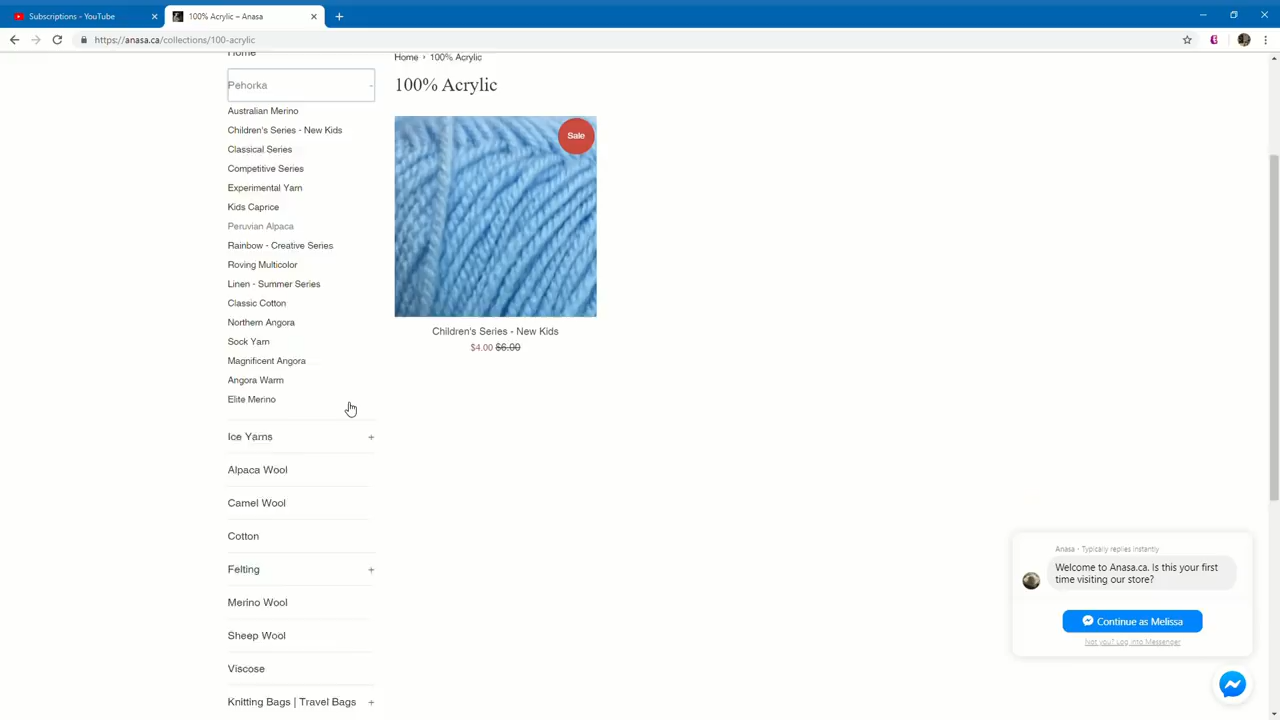 Subscriptions - YouTube
100% Acrylic – Anasa
https://anasa.ca/collections/100-acrylic
Home
Home › 100% Acrylic
Pehorka -
100% Acrylic
Australian Merino
Children's Series - New Kids
Classical Series
Competitive Series
Experimental Yarn
Kids Caprice
Peruvian Alpaca
Rainbow - Creative Series
Roving Multicolor
Linen - Summer Series
Classic Cotton
Northern Angora
Sock Yarn
Magnificent Angora
Angora Warm
Elite Merino
Ice Yarns +
Alpaca Wool
Camel Wool
Cotton
Felting +
Merino Wool
Sheep Wool
Viscose
Knitting Bags | Travel Bags +
Sale
Children's Series - New Kids
$4.00 $6.00
Anasa - Typically replies instantly
Welcome to Anasa.ca. Is this your first
time visiting our store?
Continue as Melissa
Not you? Log into Messenger